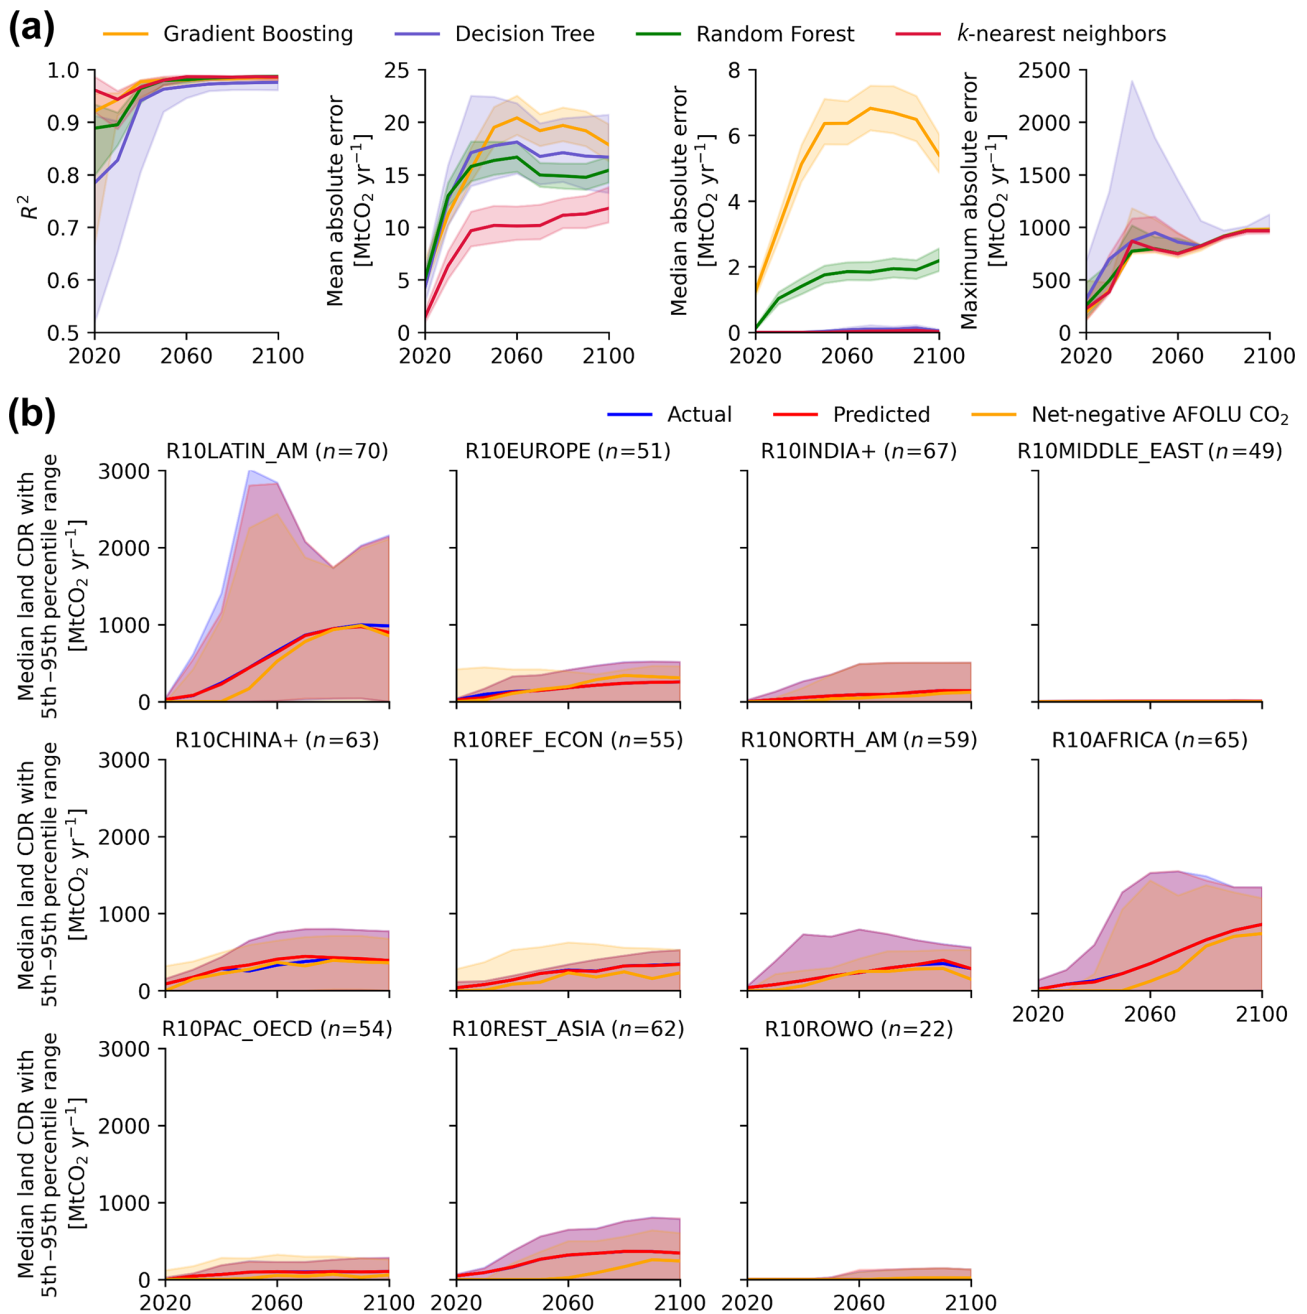 (a)
Gradient Boosting
Decision Tree
Random Forest
k-nearest neighbors
R²
1.0
0.9
0.8
0.7
0.6
0.5
2020 2060 2100
Mean absolute error
[MtCO₂ yr⁻¹]
25
20
15
10
5
0
2020 2060 2100
Median absolute error
[MtCO₂ yr⁻¹]
8
6
4
2
0
2020 2060 2100
Maximum absolute error
[MtCO₂ yr⁻¹]
2500
2000
1500
1000
500
0
2020 2060 2100
(b)
Actual
Predicted
Net-negative AFOLU CO₂
Median land CDR with
5th–95th percentile range
[MtCO₂ yr⁻¹]
R10LATIN_AM (n=70)
3000
2000
1000
0
R10EUROPE (n=51)
R10INDIA+ (n=67)
R10MIDDLE_EAST (n=49)
Median land CDR with
5th–95th percentile range
[MtCO₂ yr⁻¹]
R10CHINA+ (n=63)
3000
2000
1000
0
R10REF_ECON (n=55)
R10NORTH_AM (n=59)
R10AFRICA (n=65)
2020 2060 2100
Median land CDR with
5th–95th percentile range
[MtCO₂ yr⁻¹]
R10PAC_OECD (n=54)
3000
2000
1000
0
2020 2060 2100
R10REST_ASIA (n=62)
2020 2060 2100
R10ROWO (n=22)
2020 2060 2100